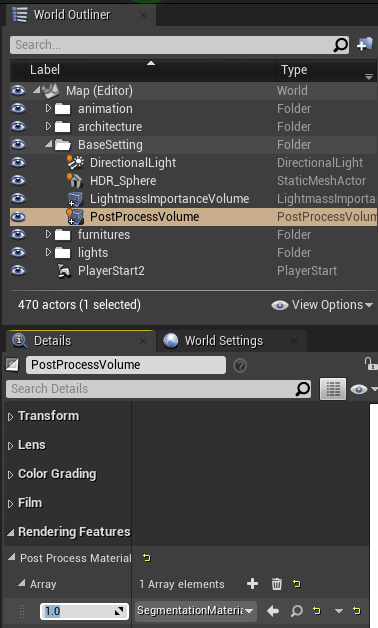 World Outliner
Search...
Label Type
Map (Editor) World
animation Folder
architecture Folder
BaseSetting Folder
DirectionalLight DirectionalLight
HDR_Sphere StaticMeshActor
LightmassImportanceVolume LightmassImporta
PostProcessVolume PostProcessVolum
furnitures Folder
lights Folder
PlayerStart2 PlayerStart
470 actors (1 selected) View Options
Details World Settings
PostProcessVolume
Search Details
Transform
Lens
Color Grading
Film
Rendering Features
Post Process Material
Array 1 Array elements
1.0 SegmentationMateria